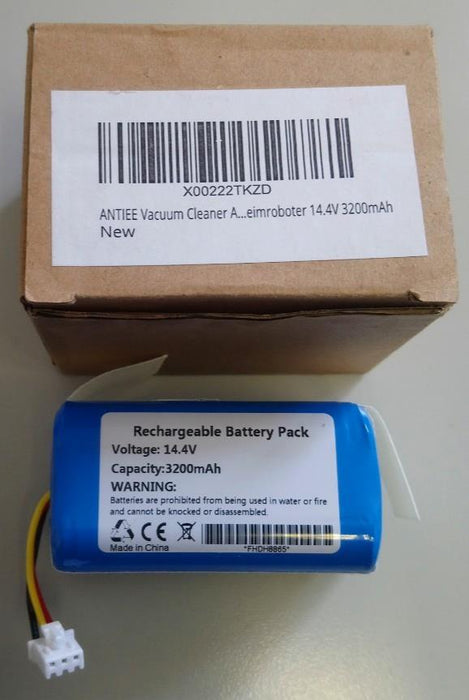 X00222TKZD
ANTIEE Vacuum Cleaner A...eimroboter 14.4V 3200mAh
New
Rechargeable Battery Pack
Voltage: 14.4V
Capacity:3200mAh
WARNING:
Batteries are prohibited from being used in water or fire
and cannot be knocked or disassembled.
CE
Made in China
*FHDH8865*